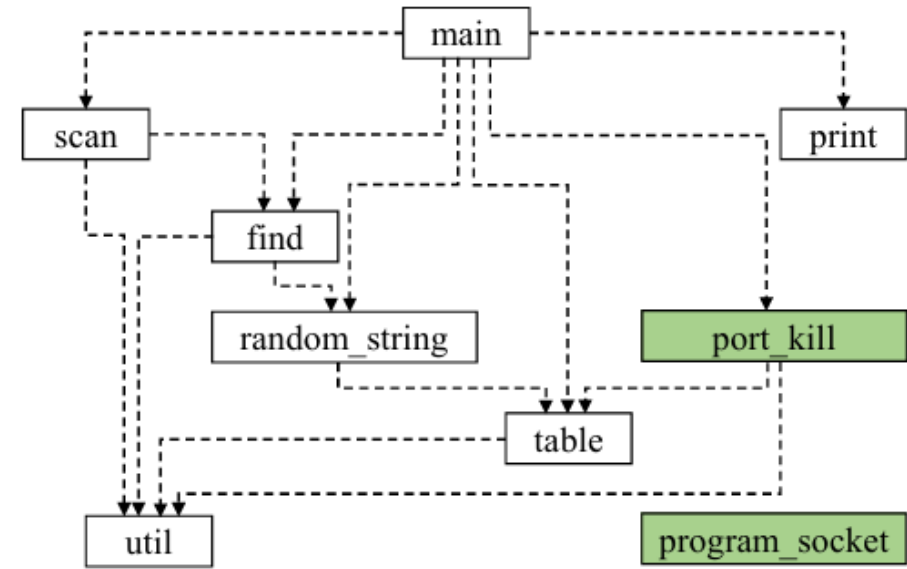 main
scan
print
find
random_string
port_kill
table
util
program_socket